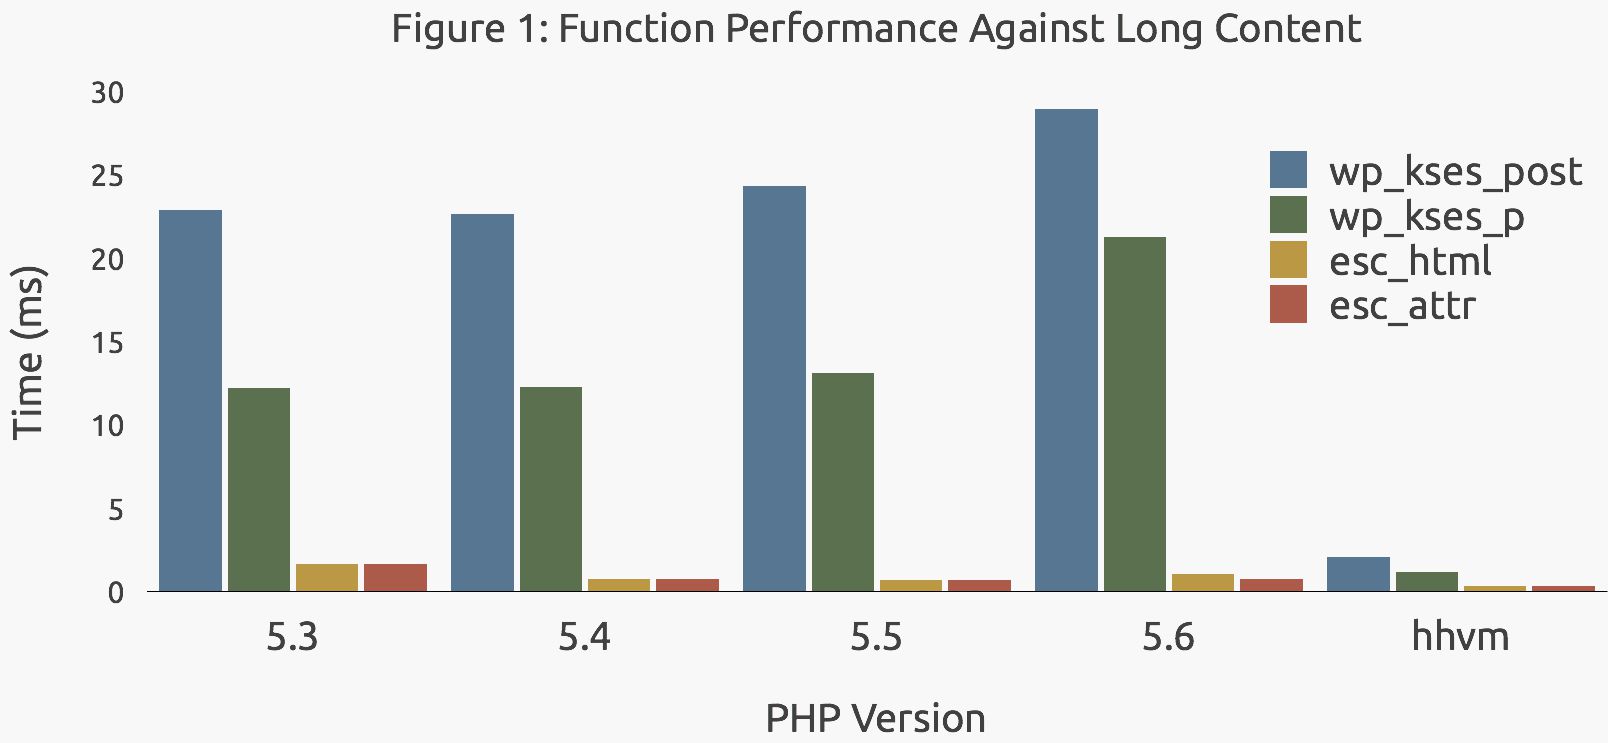 Figure 1: Function Performance Against Long Content
30
25
20
15
10
5
0
Time (ms)
wp_kses_post
wp_kses_p
esc_html
esc_attr
5.3 5.4 5.5 5.6 hhvm
PHP Version